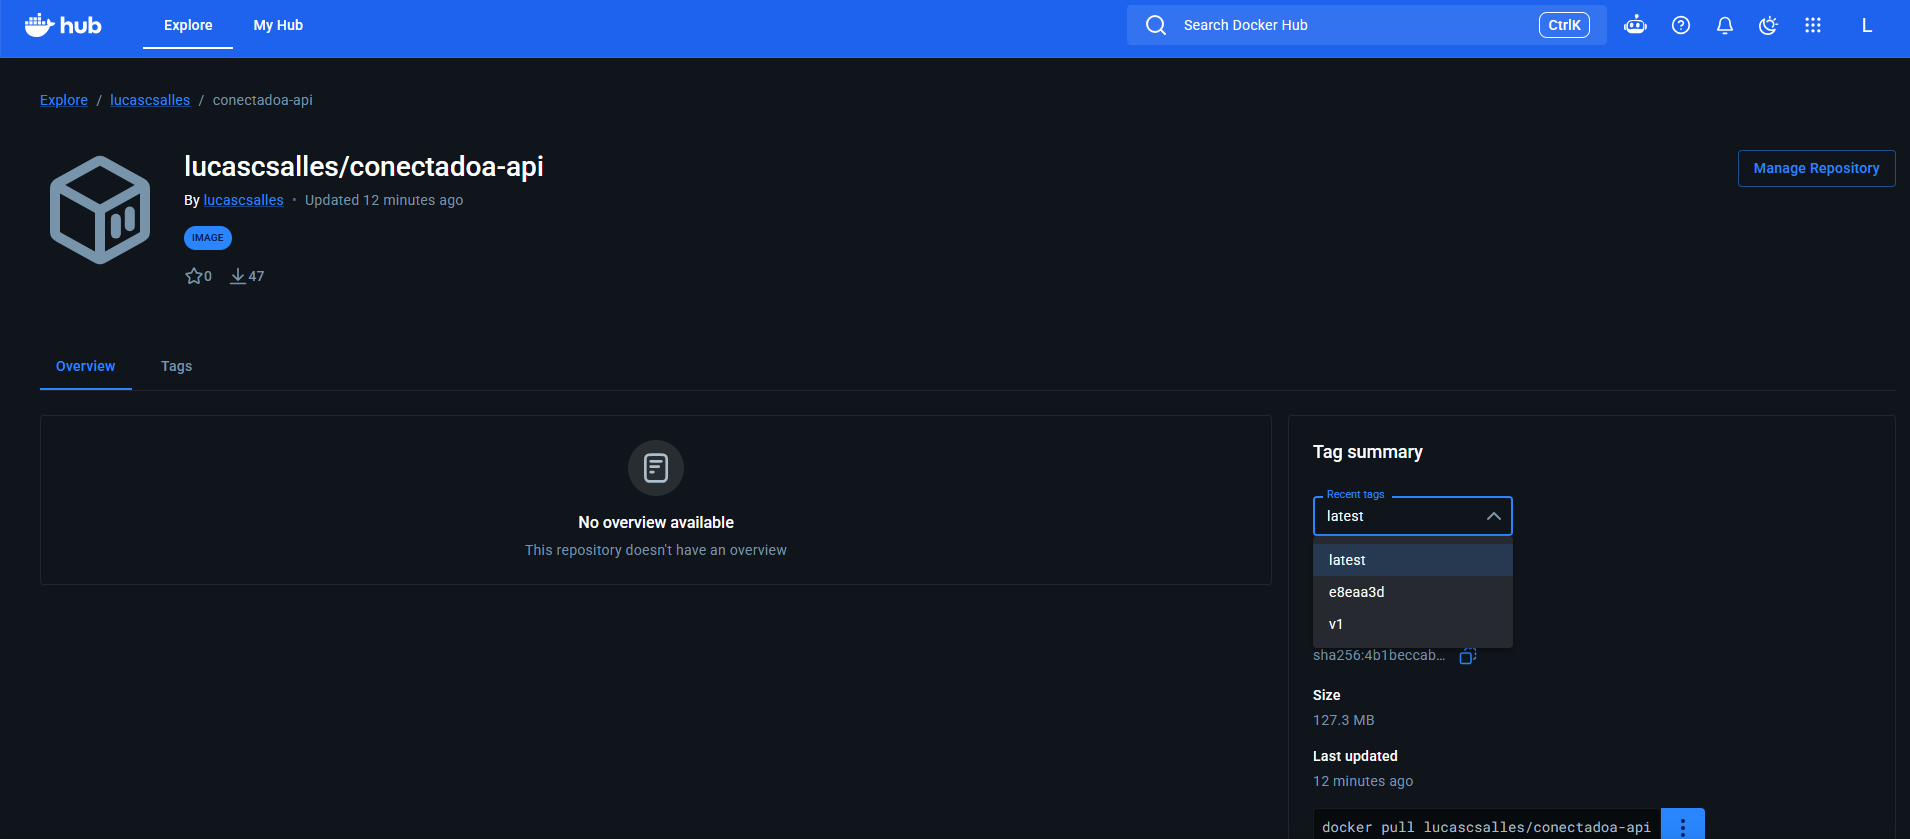 hub Explore My Hub Search Docker Hub CtrlK L
Explore / lucascsalles / conectadoa-api
lucascsalles/conectadoa-api
Manage Repository
By lucascsalles • Updated 12 minutes ago
IMAGE
0 47
Overview Tags
No overview available
This repository doesn't have an overview
Tag summary
Recent tags
latest
latest
e8eaa3d
v1
sha256:4b1beccab...
Size
127.3 MB
Last updated
12 minutes ago
docker pull lucascsalles/conectadoa-api